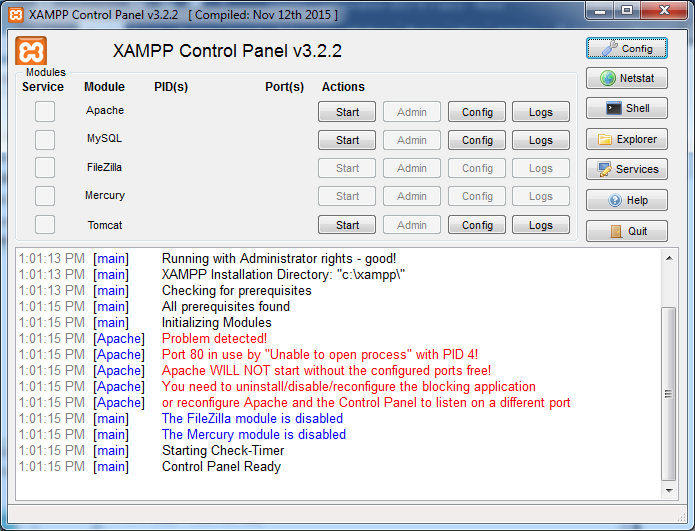 XAMPP Control Panel v3.2.2 [ Compiled: Nov 12th 2015 ]
XAMPP Control Panel v3.2.2
Config
Modules
Service Module PID(s) Port(s) Actions
Netstat
Apache Start Admin Config Logs
Shell
MySQL Start Admin Config Logs
Explorer
FileZilla Start Admin Config Logs
Services
Mercury Start Admin Config Logs
Help
Tomcat Start Admin Config Logs
Quit
1:01:13 PM [main] Running with Administrator rights - good!
1:01:13 PM [main] XAMPP Installation Directory: "c:\xampp\"
1:01:13 PM [main] Checking for prerequisites
1:01:15 PM [main] All prerequisites found
1:01:15 PM [main] Initializing Modules
1:01:15 PM [Apache] Problem detected!
1:01:15 PM [Apache] Port 80 in use by "Unable to open process" with PID 4!
1:01:15 PM [Apache] Apache WILL NOT start without the configured ports free!
1:01:15 PM [Apache] You need to uninstall/disable/reconfigure the blocking application
1:01:15 PM [Apache] or reconfigure Apache and the Control Panel to listen on a different port
1:01:15 PM [main] The FileZilla module is disabled
1:01:15 PM [main] The Mercury module is disabled
1:01:15 PM [main] Starting Check-Timer
1:01:15 PM [main] Control Panel Ready